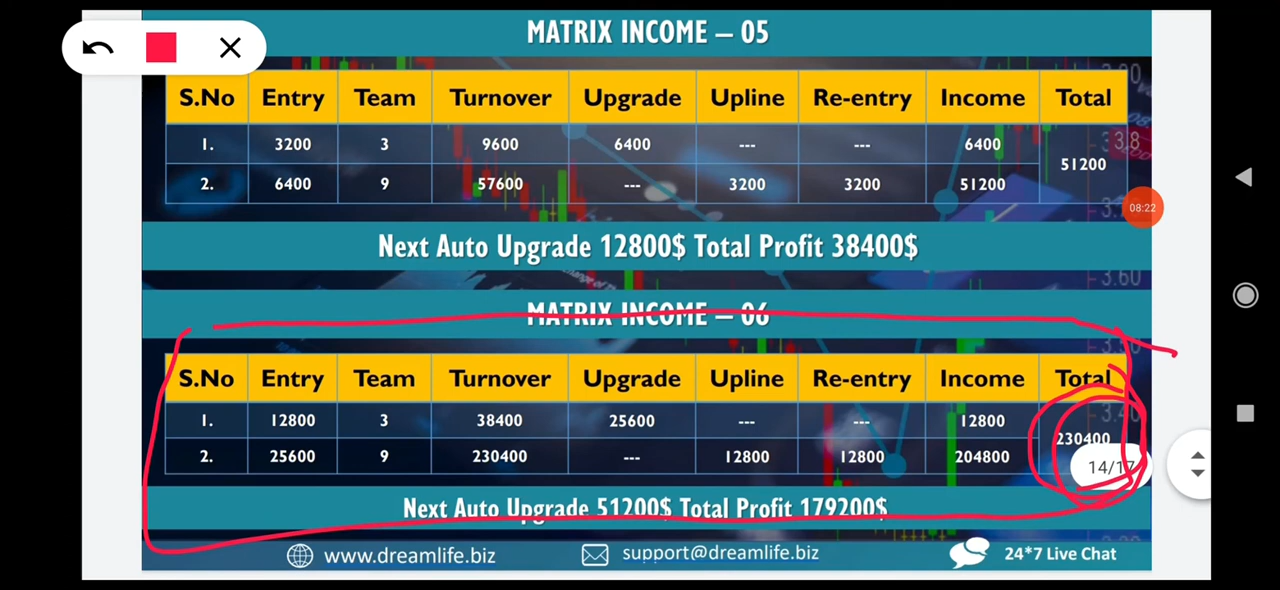 MATRIX INCOME – 05
S.No Entry Team Turnover Upgrade Upline Re-entry Income Total
1. 3200 3 9600 6400 --- --- 6400 51200
2. 6400 9 57600 --- 3200 3200 51200
08:22
Next Auto Upgrade 12800$ Total Profit 38400$
MATRIX INCOME – 06
S.No Entry Team Turnover Upgrade Upline Re-entry Income Total
1. 12800 3 38400 25600 --- --- 12800 230400
2. 25600 9 230400 --- 12800 12800 204800
14/17
Next Auto Upgrade 51200$ Total Profit 179200$
www.dreamlife.biz support@dreamlife.biz 24*7 Live Chat